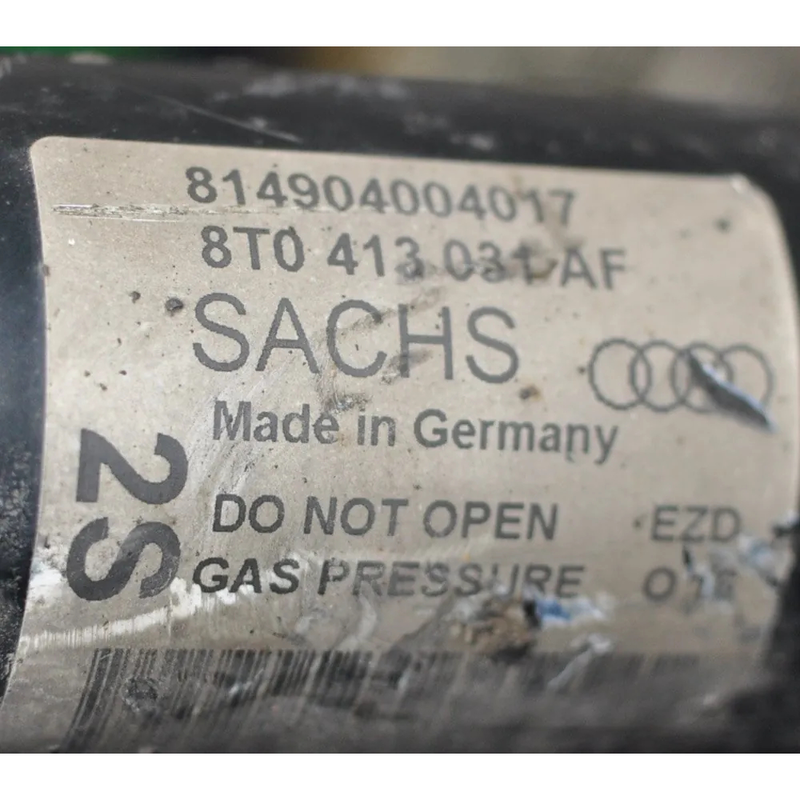 814904004017
8T0 413 031 AF
SACHS
Made in Germany
2S
DO NOT OPEN EZD
GAS PRESSURE